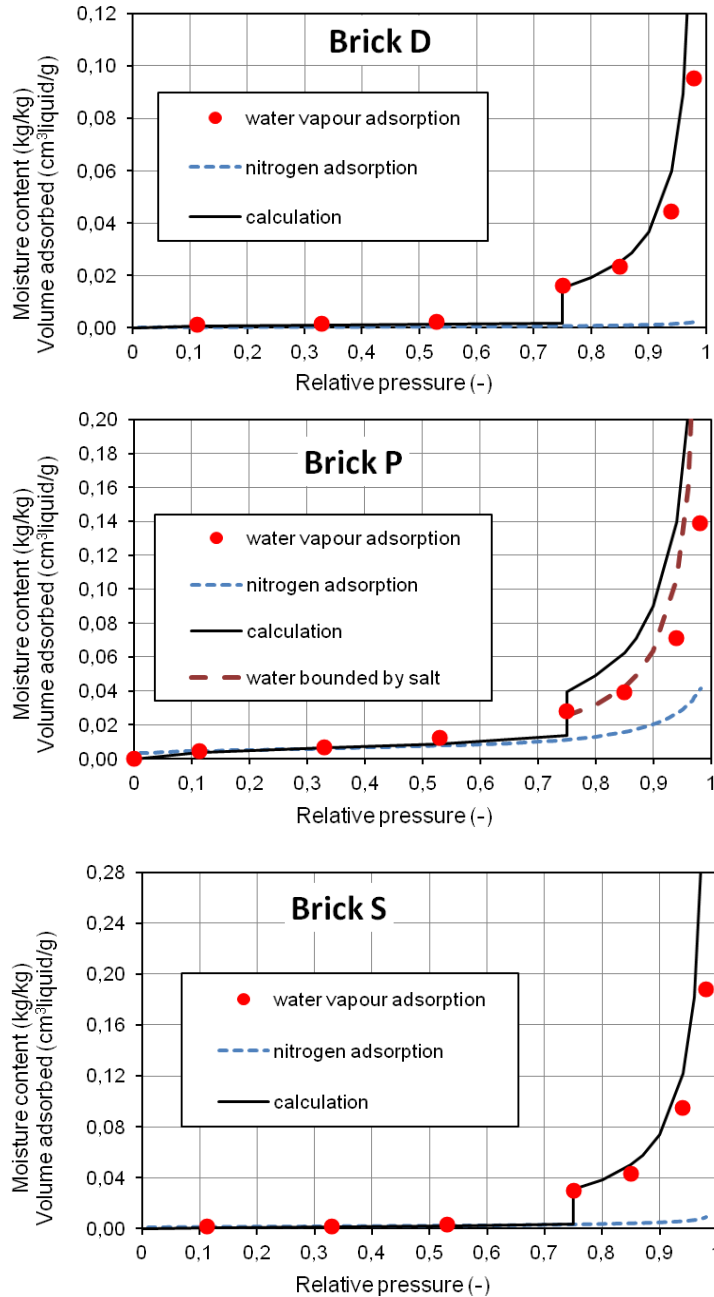 Brick D
Moisture content (kg/kg)
Volume adsorbed (cm³liquid/g)
0,12
0,10
0,08
0,06
0,04
0,02
0,00
water vapour adsorption
nitrogen adsorption
calculation
0 0,1 0,2 0,3 0,4 0,5 0,6 0,7 0,8 0,9 1
Relative pressure (-)
Brick P
Moisture content (kg/kg)
Volume adsorbed (cm³liquid/g)
0,20
0,18
0,16
0,14
0,12
0,10
0,08
0,06
0,04
0,02
0,00
water vapour adsorption
nitrogen adsorption
calculation
water bounded by salt
0 0,1 0,2 0,3 0,4 0,5 0,6 0,7 0,8 0,9 1
Relative pressure (-)
Brick S
Moisture content (kg/kg)
Volume adsorbed (cm³liquid/g)
0,28
0,24
0,20
0,16
0,12
0,08
0,04
0,00
water vapour adsorption
nitrogen adsorption
calculation
0 0,1 0,2 0,3 0,4 0,5 0,6 0,7 0,8 0,9 1
Relative pressure (-)